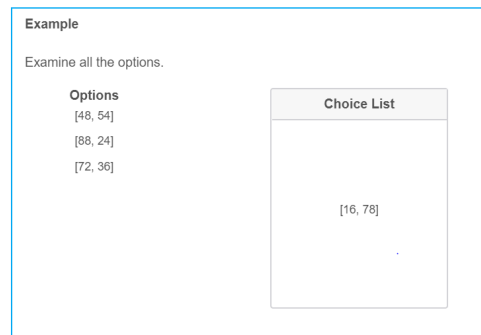 Example
Examine all the options.
Options
[48, 54]
[88, 24]
[72, 36]
Choice List
[16, 78]